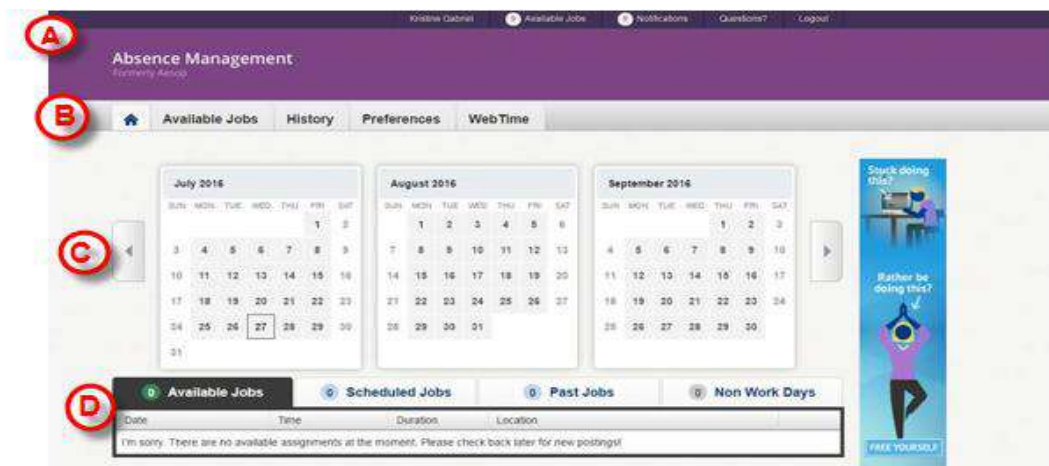 A
Kristine Gabriel 0 Available Jobs 0 Notifications Questions? Logout
Absence Management
Formerly Aesop
B
Available Jobs History Preferences WebTime
C
July 2016
SUN MON TUE WED THU FRI SAT
1 2
3 4 5 6 7 8 9
10 11 12 13 14 15 16
17 18 19 20 21 22 23
24 25 26 27 28 29 30
31
August 2016
SUN MON TUE WED THU FRI SAT
1 2 3 4 5 6
7 8 9 10 11 12 13
14 15 16 17 18 19 20
21 22 23 24 25 26 27
28 29 30 31
September 2016
SUN MON TUE WED THU FRI SAT
1 2 3
4 5 6 7 8 9 10
11 12 13 14 15 16 17
18 19 20 21 22 23 24
25 26 27 28 29 30
Stuck doing
this?
Rather be
doing this?
FREE YOURSELF
D
0 Available Jobs 0 Scheduled Jobs 0 Past Jobs 0 Non Work Days
Date Time Duration Location
I'm sorry. There are no available assignments at the moment. Please check back later for new postings!